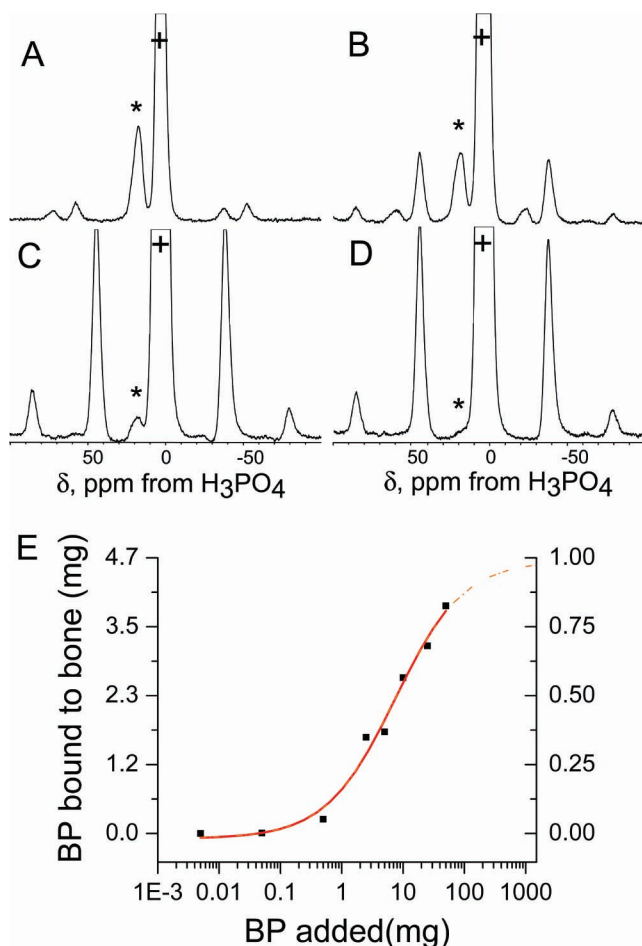 A
+
*
B
+
*
C
+
*
D
+
*
50 0 -50
50 0 -50
δ, ppm from H3PO4
δ, ppm from H3PO4
E
4.7
3.5
2.3
1.2
0.0
BP bound to bone (mg)
1.00
0.75
0.50
0.25
0.00
1E-3 0.01 0.1 1 10 100 1000
BP added(mg)